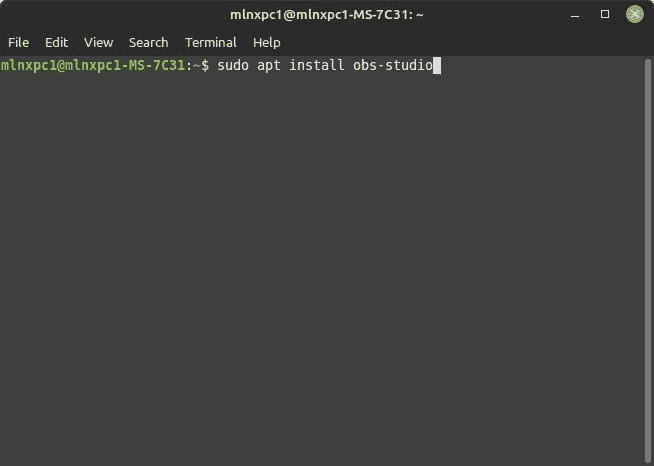 mlnxpc1@mlnxpc1-MS-7C31: ~
File Edit View Search Terminal Help
mlnxpc1@mlnxpc1-MS-7C31:~$ sudo apt install obs-studio